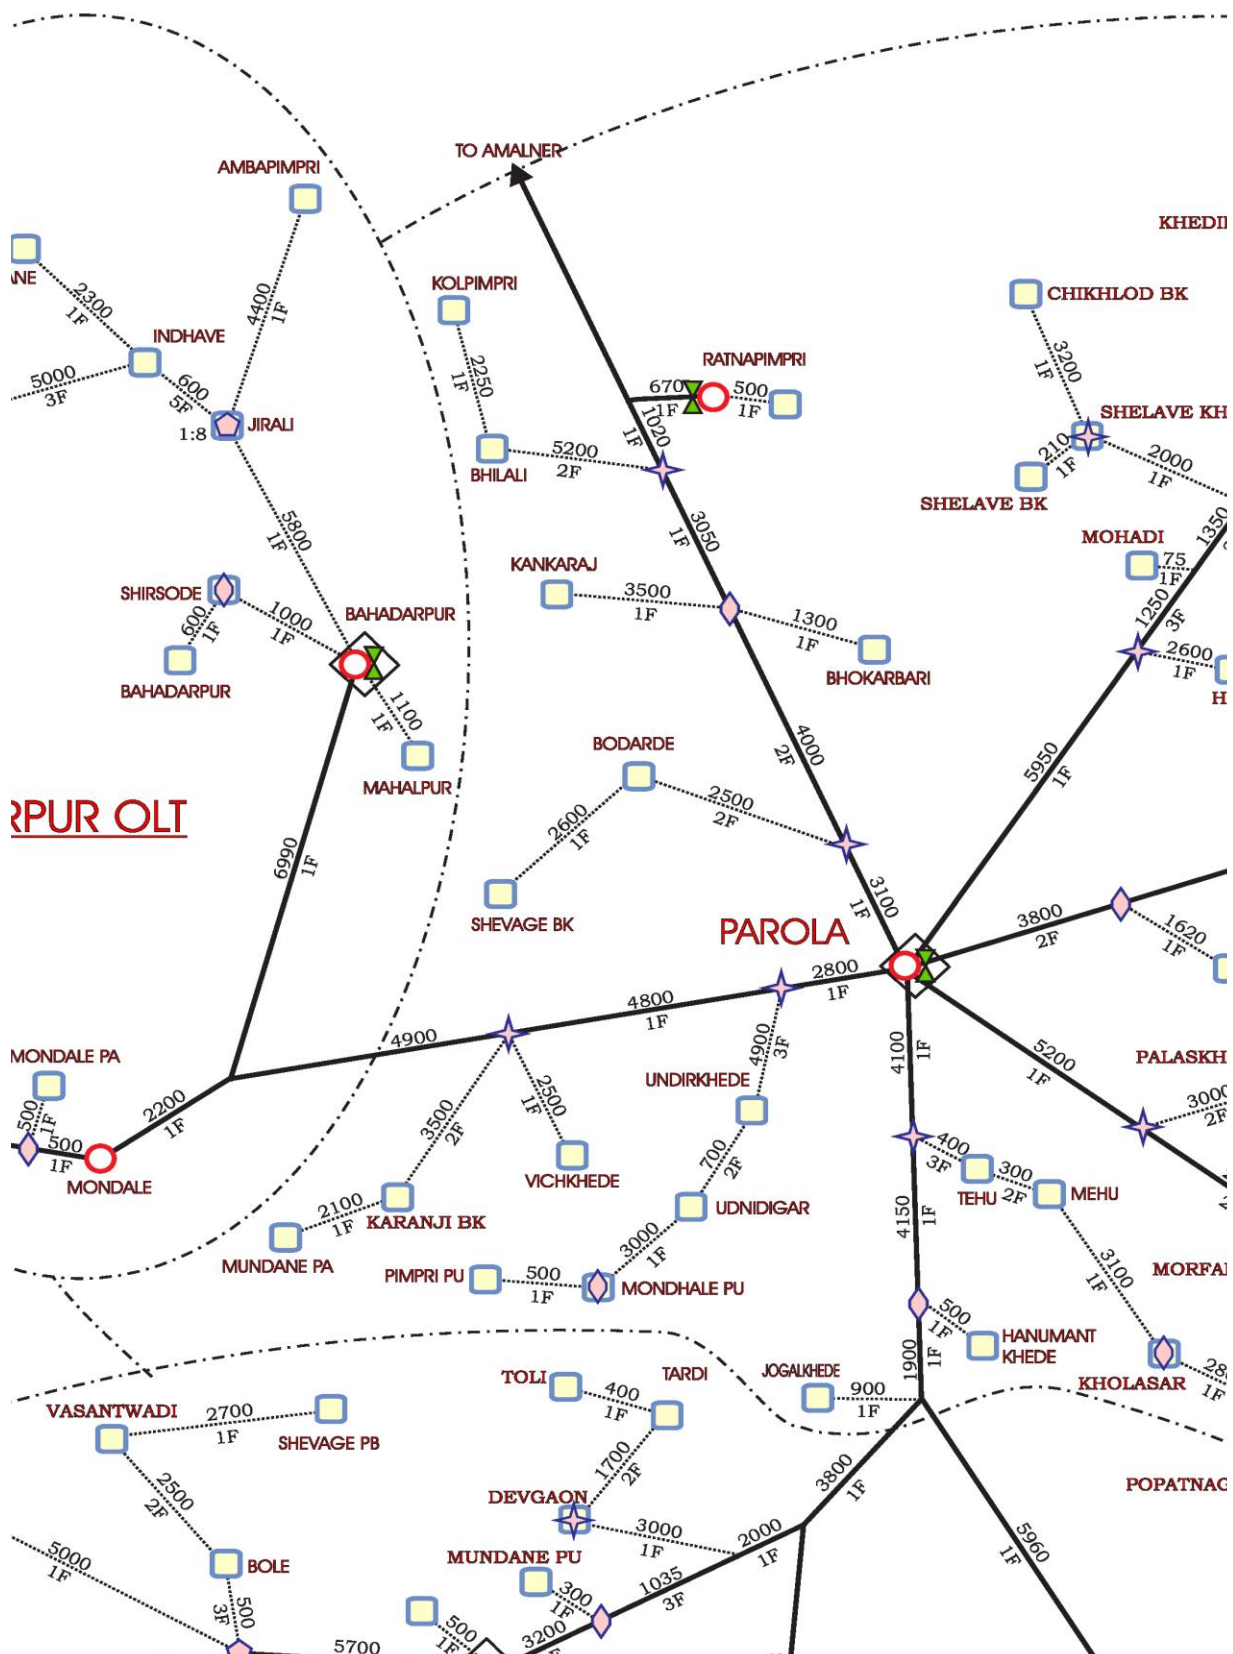 TO AMALNER
AMBAPIMPRI
KHEDI
NE
2300
1F
4400
1F
KOLPIMPRI
CHIKHLOD BK
INDHAVE
5000
3F
600
5F
1:8
JIRALI
2250
1F
RATNAPIMPRI
670
1F
500
1F
1020
1F
3200
1F
SHELAVE KH
210
1F
2000
1F
SHELAVE BK
BHILALI
5200
2F
5800
1F
3050
1F
MOHADI
75
1F
1350
1250
3F
2600
1F
H
KANKARAJ
3500
1F
1300
1F
BHOKARBARI
SHIRSODE
600
1F
1000
1F
BAHADARPUR
BAHADARPUR
1100
1F
MAHALPUR
BODARDE
4000
2F
2500
2F
2600
1F
SHEVAGE BK
5950
1F
RPUR OLT
6990
1F
3100
1F
PAROLA
3800
2F
1620
1F
2800
1F
4800
1F
4900
MONDALE PA
500
1F
500
1F
2200
1F
MONDALE
3500
2F
2500
1F
VICHKHEDE
4900
3F
UNDIRKHEDE
4100
1F
5200
1F
PALASKH
3000
2F
400
3F
TEHU
300
2F
MEHU
700
2F
UDNIDIGAR
2100
1F
KARANJI BK
MUNDANE PA
3000
1F
PIMPRI PU
500
1F
MONDHALE PU
4150
1F
3100
1F
MORFA
500
1F
HANUMANT
KHEDE
1900
1F
KHOLASAR
28
1F
JOGALKHEDE
900
1F
TOLI
400
1F
TARDI
VASANTWADI
2700
1F
SHEVAGE PB
2500
2F
1700
2F
DEVGAON
3000
1F
3800
1F
POPATNAG
2000
1F
5960
1F
MUNDANE PU
300
1F
1035
3F
5000
1F
BOLE
500
3F
500
1F
3200
5700